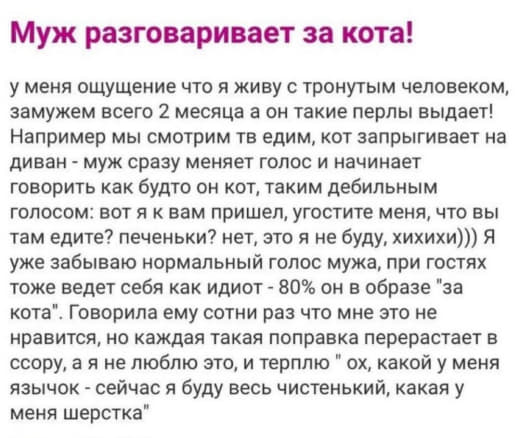 Муж разговаривает за кота!
у меня ощущение что я живу с тронутым человеком,
замужем всего 2 месяца а он такие перлы выдает!
Например мы смотрим тв едим, кот запрыгивает на
диван - муж сразу меняет голос и начинает
говорить как будто он кот, таким дебильным
голосом: вот я к вам пришел, угостите меня, что вы
там едите? печеньки? нет, это я не буду, хихихи))) Я
уже забываю нормальный голос мужа, при гостях
тоже ведет себя как идиот - 80% он в образе "за
кота". Говорила ему сотни раз что мне это не
нравится, но каждая такая поправка перерастает в
ссору, а я не люблю это, и терплю " ох, какой у меня
язычок - сейчас я буду весь чистенький, какая у
меня шерстка"